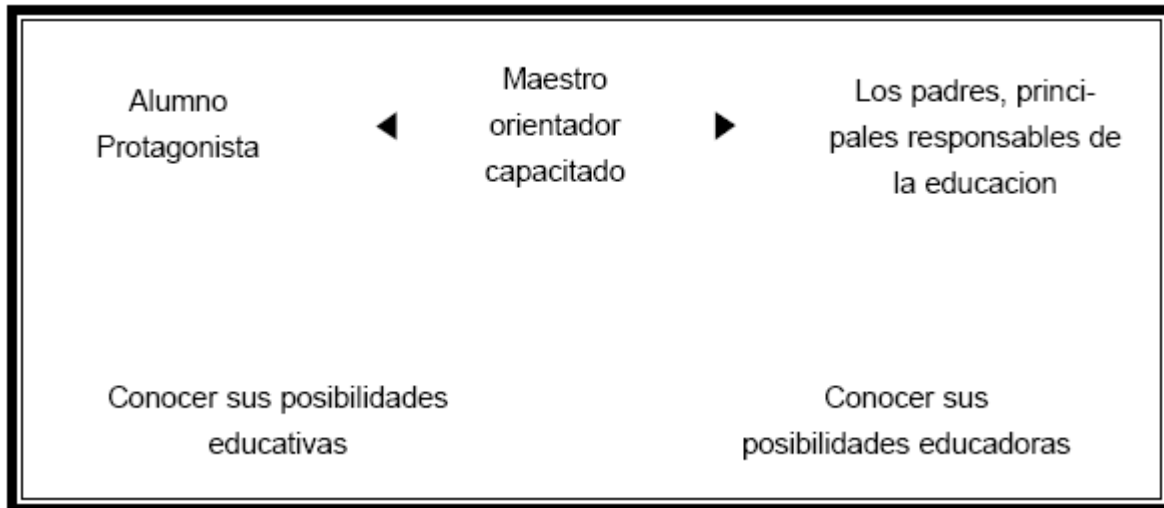 Alumno
Protagonista
Maestro
orientador
capacitado
Los padres, princi-
pales responsables de
la educacion
Conocer sus posibilidades
educativas
Conocer sus
posibilidades educadoras